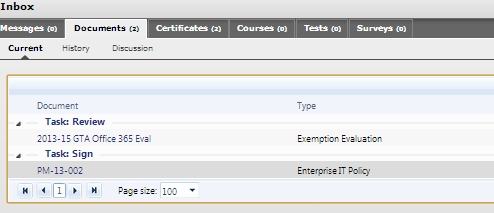 Inbox
Messages (0) Documents (2) Certificates (2) Courses (0) Tests (0) Surveys (0)
Current History Discussion
Document Type
Task: Review
2013-15 GTA Office 365 Eval Exemption Evaluation
Task: Sign
PM-13-002 Enterprise IT Policy
1 Page size: 100